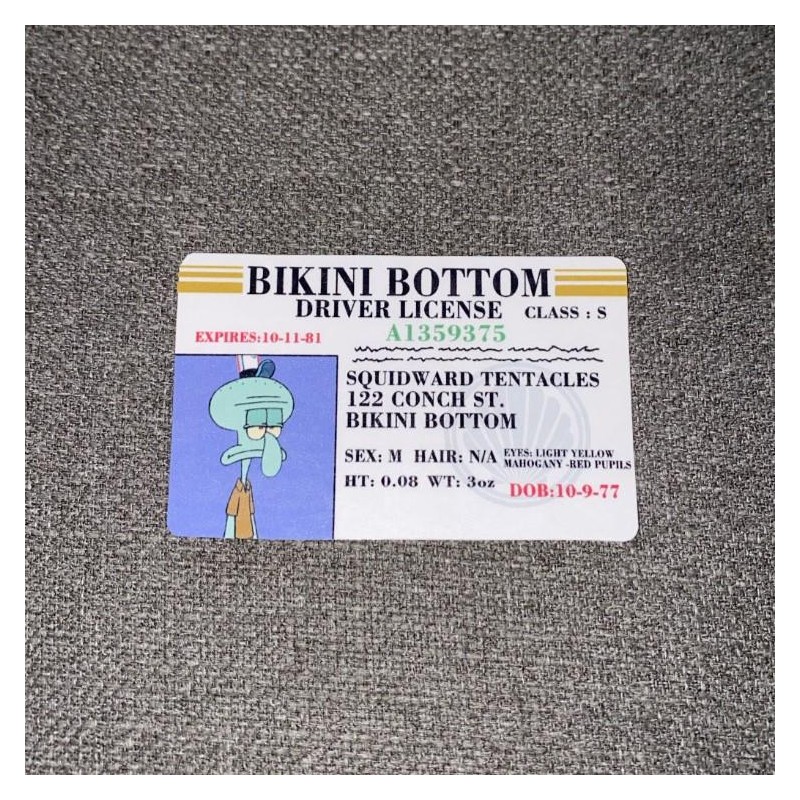 BIKINI BOTTOM
DRIVER LICENSE CLASS : S
EXPIRES:10-11-81 A1359375
SQUIDWARD TENTACLES
122 CONCH ST.
BIKINI BOTTOM
SEX: M HAIR: N/A EYES: LIGHT YELLOW
MAHOGANY -RED PUPILS
HT: 0.08 WT: 3oz DOB:10-9-77